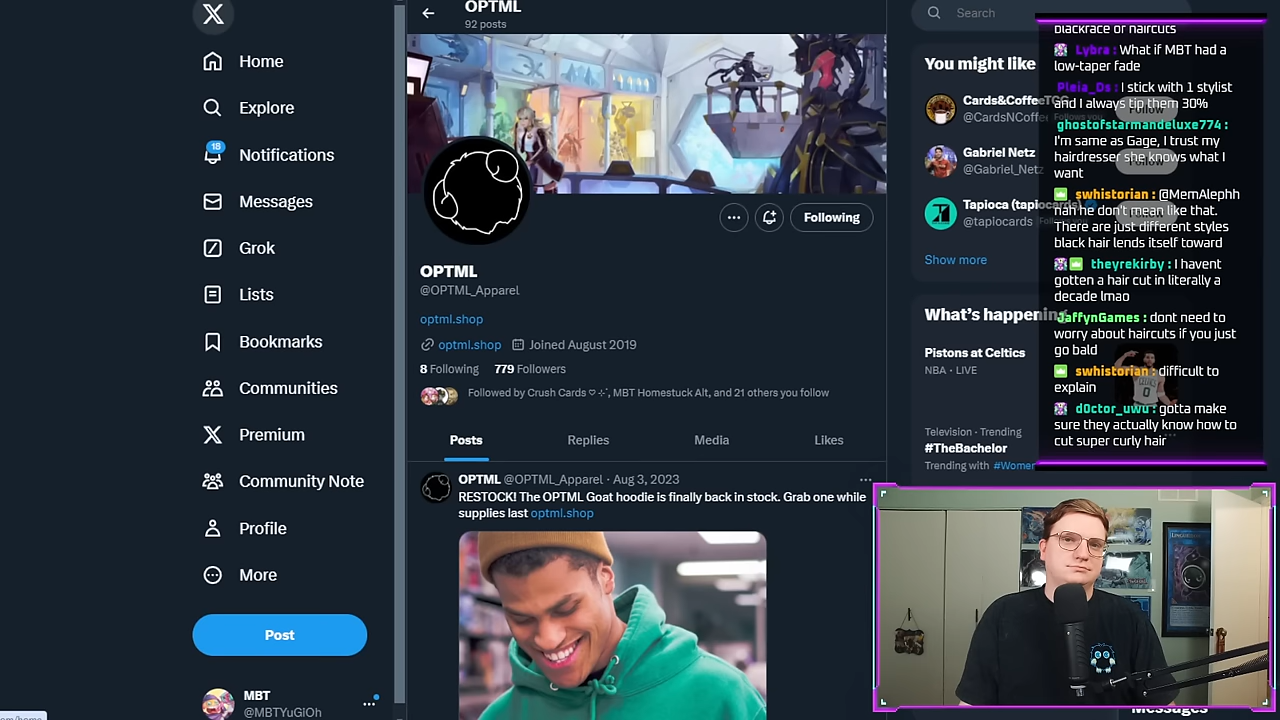 OPTML
92 posts
Home
Explore
18
Notifications
Messages
Grok
Lists
Bookmarks
Communities
Premium
Community Note
Profile
More
Post
MBT
@MBTYuGiOh
Following
OPTML
@OPTML_Apparel
optml.shop
optml.shop Joined August 2019
8 Following 779 Followers
Followed by Crush Cards ♡ ⊹˚, MBT Homestuck Alt, and 21 others you follow
Posts Replies Media Likes
OPTML @OPTML_Apparel · Aug 3, 2023
RESTOCK! The OPTML Goat hoodie is finally back in stock. Grab one while
supplies last optml.shop
Search
You might like
Cards&CoffeeTCG
@CardsNCoffee
Gabriel Netz
@Gabriel_Netz
Tapioca
@tapiocards
Show more
What's happening
Pistons at Celtics
NBA · LIVE
Television · Trending
#TheBachelor
Trending with
blackface or haircuts
Lybra : What if MBT had a
low-taper fade
Pleia_Ds : I stick with 1 stylist
and I always tip them 30%
ghostofstarmandeluxe774 :
I'm same as Gage, I trust my
hairdresser she knows what I
want
swhistorian : @MemAlephh
nah he don't mean like that.
There are just different styles
black hair lends itself toward
theyrekirby : I havent
gotten a hair cut in literally a
decade lmao
JaffynGames : dont need to
worry about haircuts if you just
go bald
swhistorian : difficult to
explain
d0ctor_uwu : gotta make
sure they actually know how to
cut super curly hair
Messages